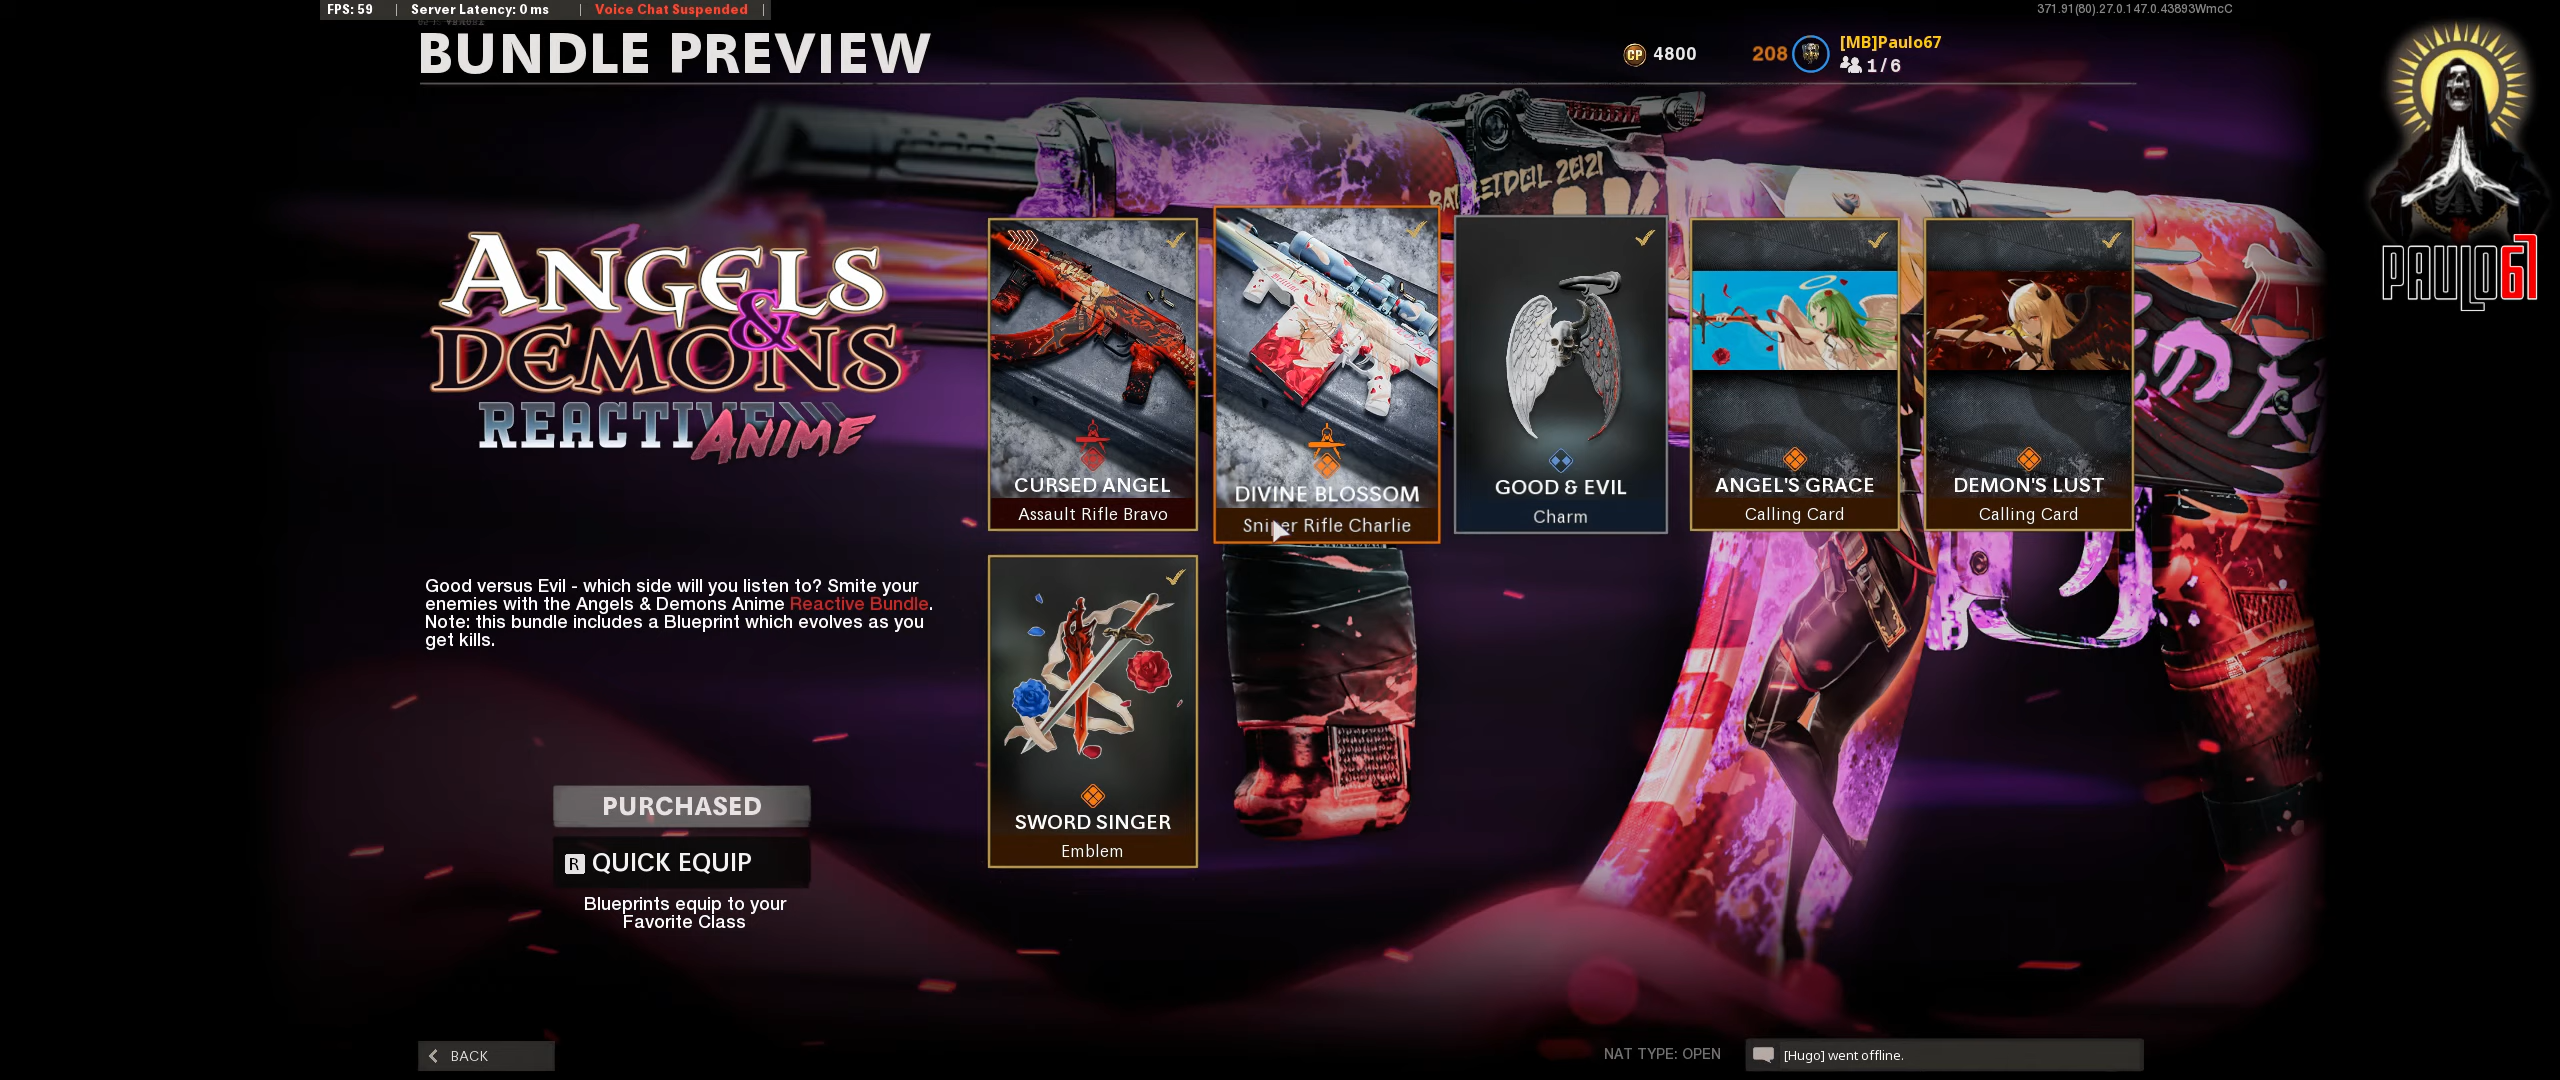 FPS: 59 | Server Latency: 0 ms | Voice Chat Suspended |
371.91(80).27.0.147.0.43893WmcC
BUNDLE PREVIEW
CP 4800
208
[MB]Paulo67
1 / 6
PAULO67
BATTLEIDOL 2021
ANGELS
&
DEMONS
REACTIVE
ANIME
CURSED ANGEL
Assault Rifle Bravo
DIVINE BLOSSOM
Sniper Rifle Charlie
GOOD & EVIL
Charm
ANGEL'S GRACE
Calling Card
DEMON'S LUST
Calling Card
Good versus Evil - which side will you listen to? Smite your
enemies with the Angels & Demons Anime Reactive Bundle.
Note: this bundle includes a Blueprint which evolves as you
get kills.
SWORD SINGER
Emblem
PURCHASED
R QUICK EQUIP
Blueprints equip to your
Favorite Class
BACK
NAT TYPE: OPEN
[Hugo] went offline.